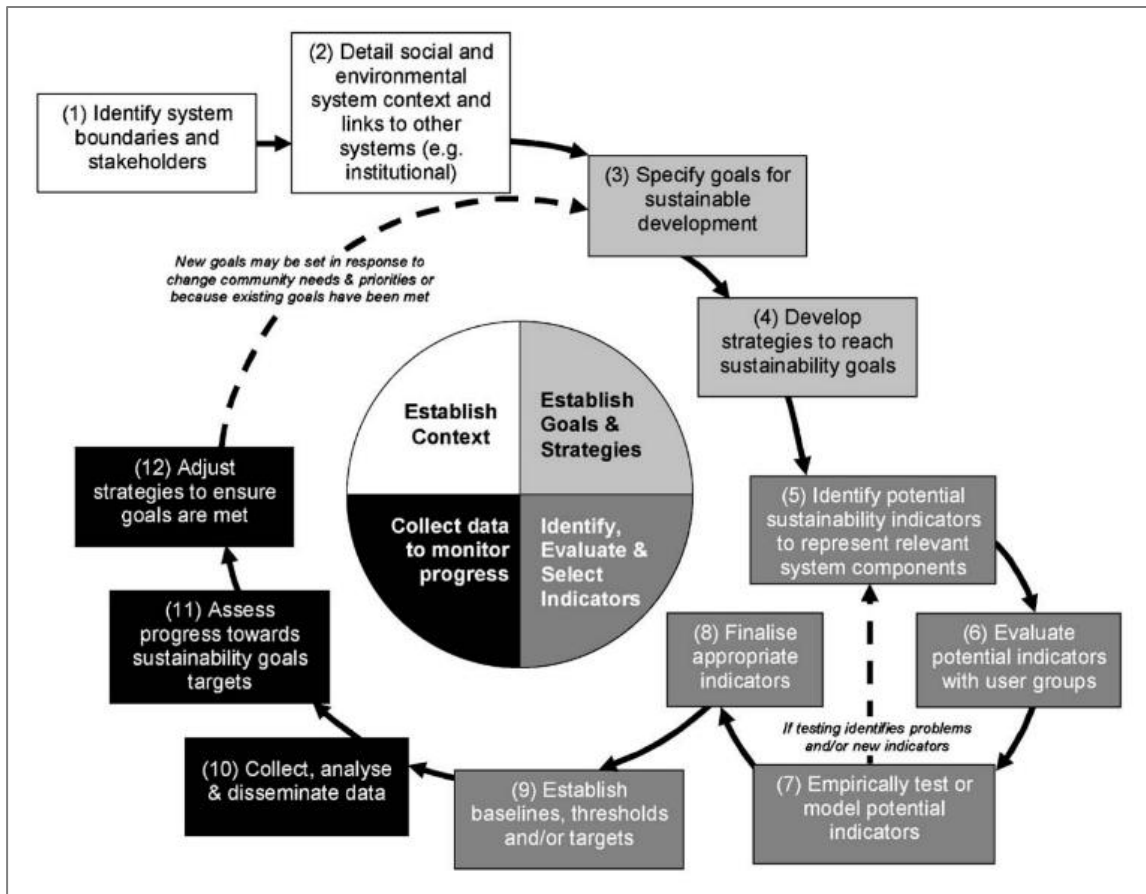 (1) Identify system
boundaries and
stakeholders
(2) Detail social and
environmental
system context and
links to other
systems (e.g.
institutional)
(3) Specify goals for
sustainable
development
New goals may be set in response to
change community needs & priorities or
because existing goals have been met
(4) Develop
strategies to reach
sustainability goals
Establish
Context
Establish
Goals &
Strategies
Collect data
to monitor
progress
Identify,
Evaluate &
Select
Indicators
(5) Identify potential
sustainability indicators
to represent relevant
system components
(6) Evaluate
potential indicators
with user groups
If testing identifies problems
and/or new indicators
(7) Empirically test or
model potential
indicators
(8) Finalise
appropriate
indicators
(9) Establish
baselines, thresholds
and/or targets
(10) Collect, analyse
& disseminate data
(11) Assess
progress towards
sustainability goals
targets
(12) Adjust
strategies to ensure
goals are met